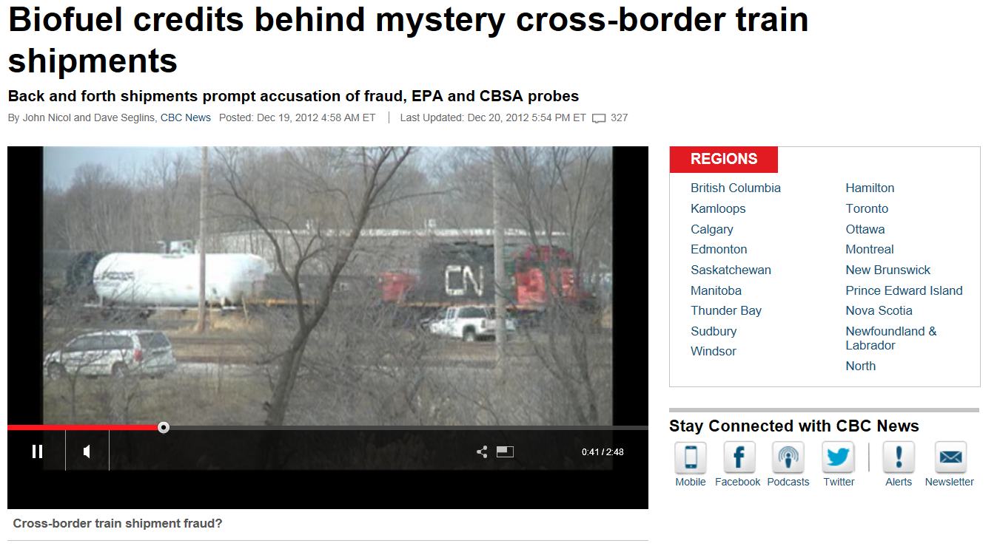 Biofuel credits behind mystery cross-border train
shipments
Back and forth shipments prompt accusation of fraud, EPA and CBSA probes
By John Nicol and Dave Seglins, CBC News Posted: Dec 19, 2012 4:58 AM ET | Last Updated: Dec 20, 2012 5:54 PM ET 327
CN
0:41 / 2:48
Cross-border train shipment fraud?
REGIONS
British Columbia
Kamloops
Calgary
Edmonton
Saskatchewan
Manitoba
Thunder Bay
Sudbury
Windsor
Hamilton
Toronto
Ottawa
Montreal
New Brunswick
Prince Edward Island
Nova Scotia
Newfoundland &
Labrador
North
Stay Connected with CBC News
Mobile Facebook Podcasts Twitter Alerts Newsletter